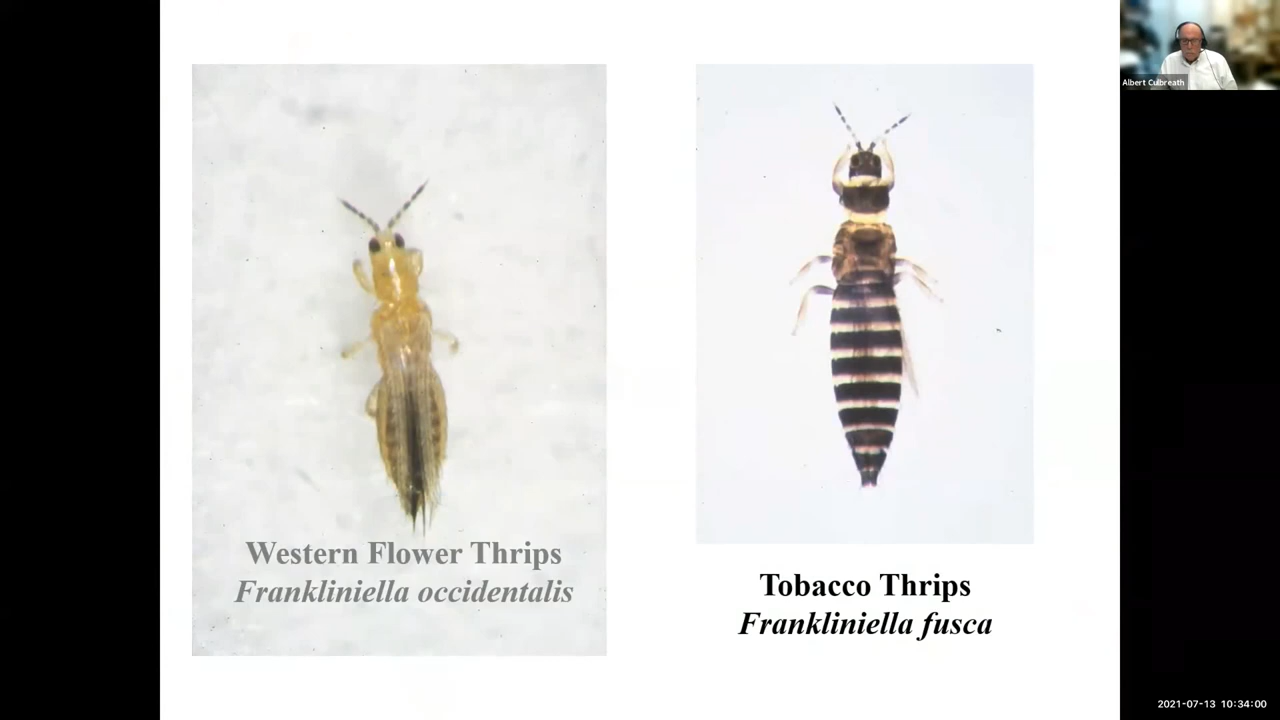 Albert Culbreath
Western Flower Thrips
Frankliniella occidentalis
Tobacco Thrips
Frankliniella fusca
2021-07-13 10:34:00